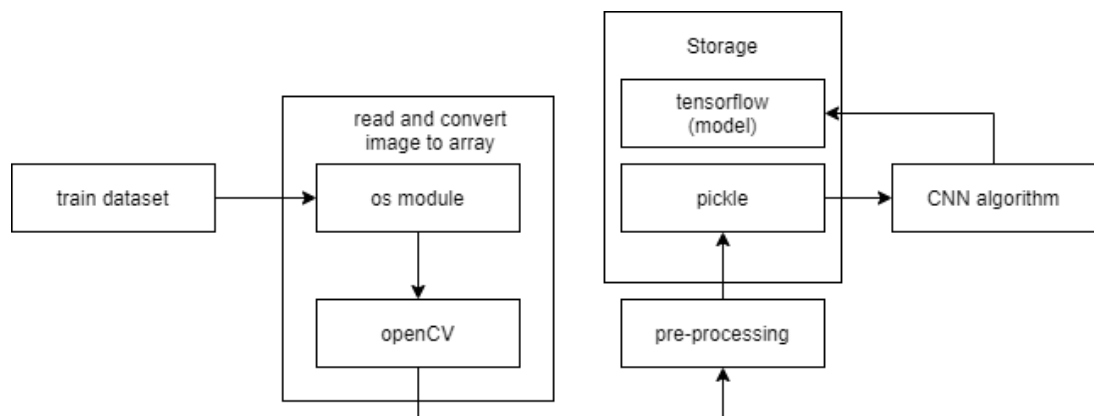 train dataset
read and convert
image to array
os module
openCV
Storage
tensorflow
(model)
pickle
pre-processing
CNN algorithm